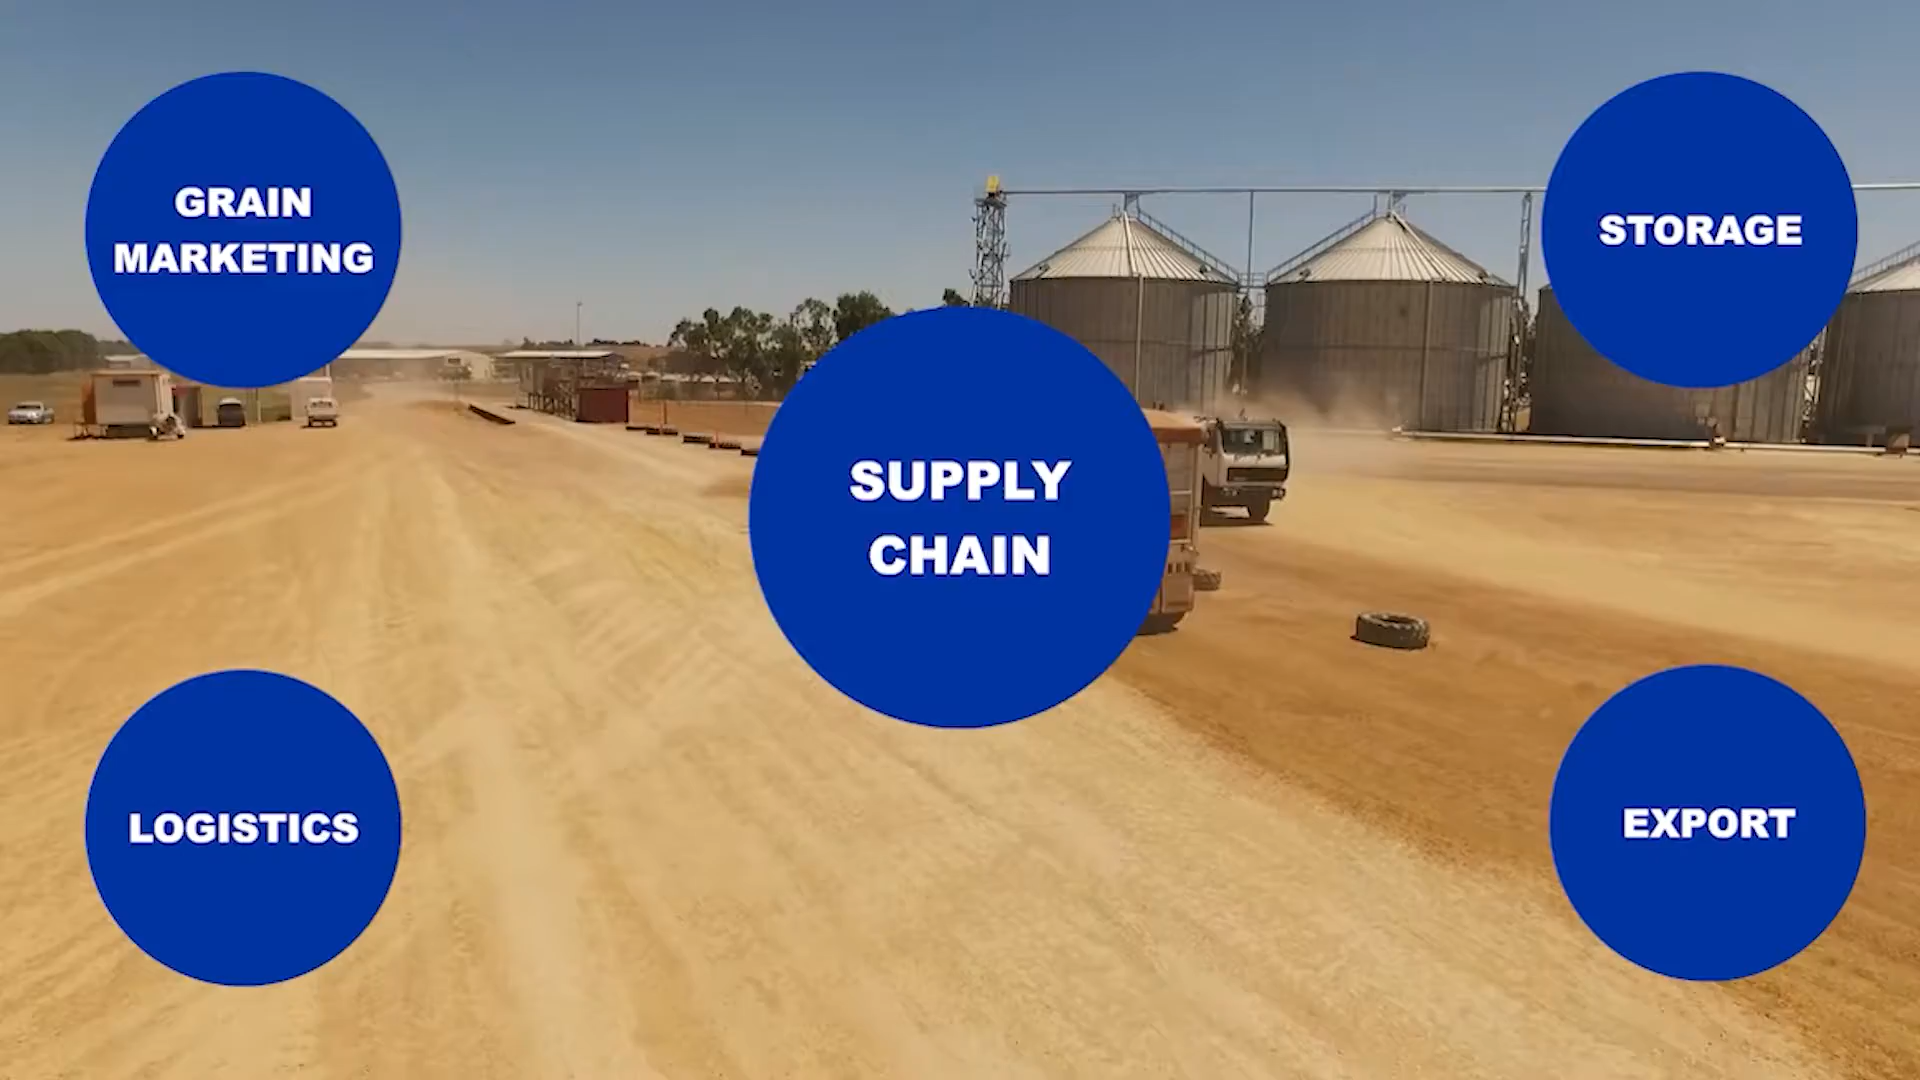 GRAIN
MARKETING
STORAGE
SUPPLY
CHAIN
LOGISTICS
EXPORT